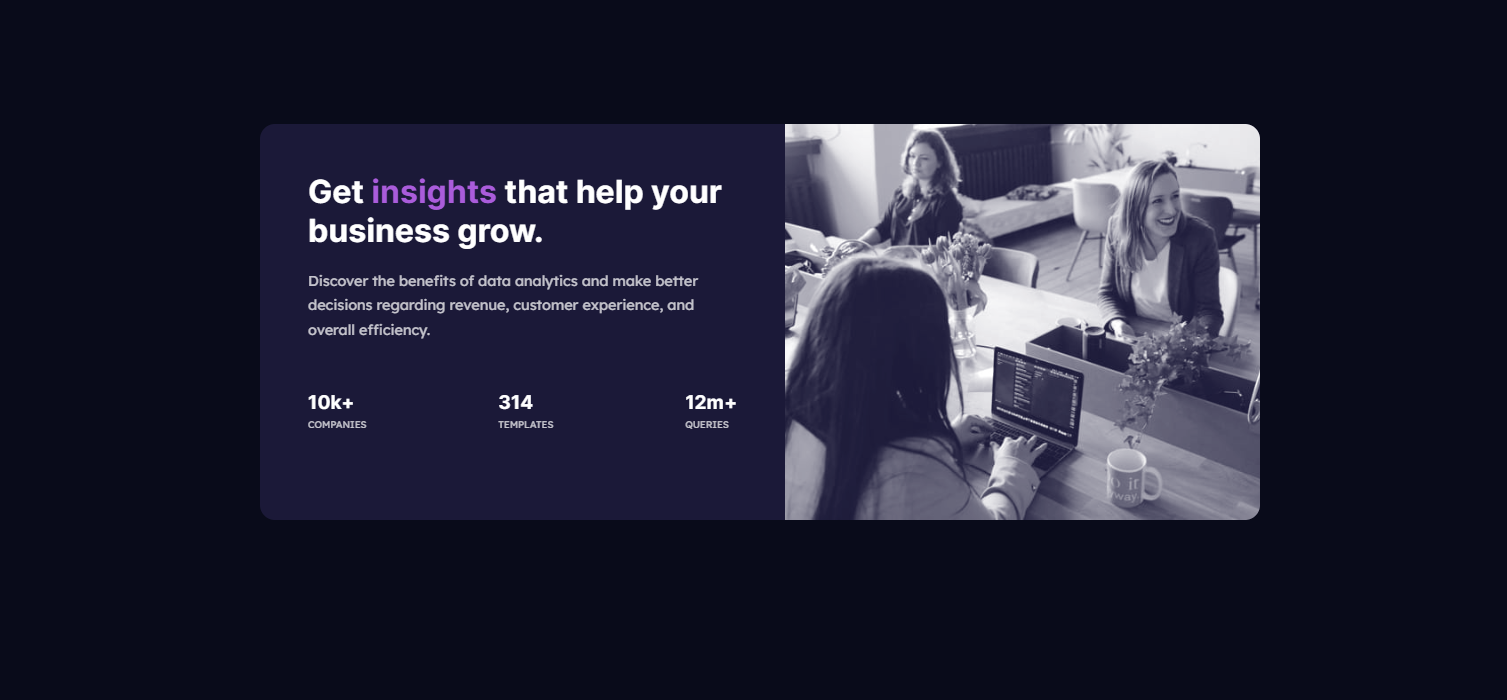 Get insights that help your
business grow.
Discover the benefits of data analytics and make better
decisions regarding revenue, customer experience, and
overall efficiency.
10k+ 314 12m+
COMPANIES TEMPLATES QUERIES